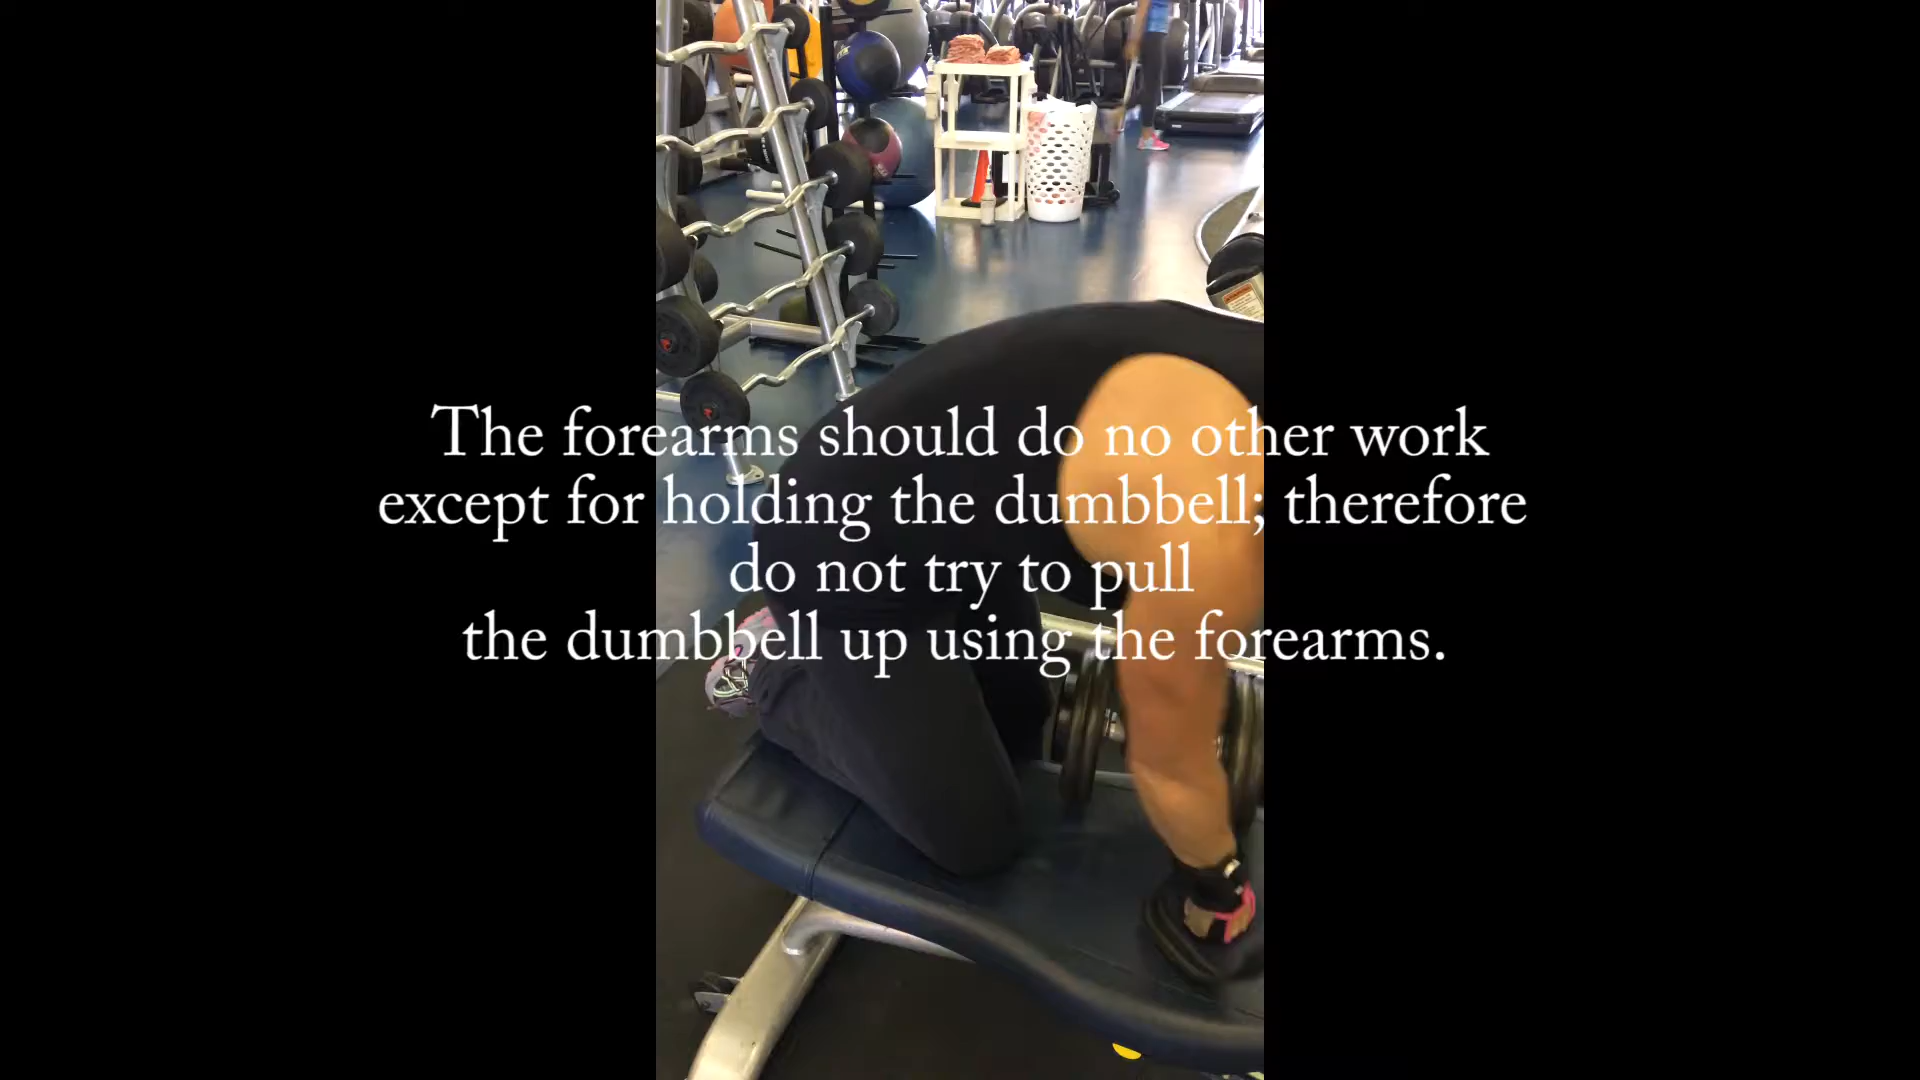 The forearms should do no other work
except for holding the dumbbell; therefore
do not try to pull
the dumbbell up using the forearms.